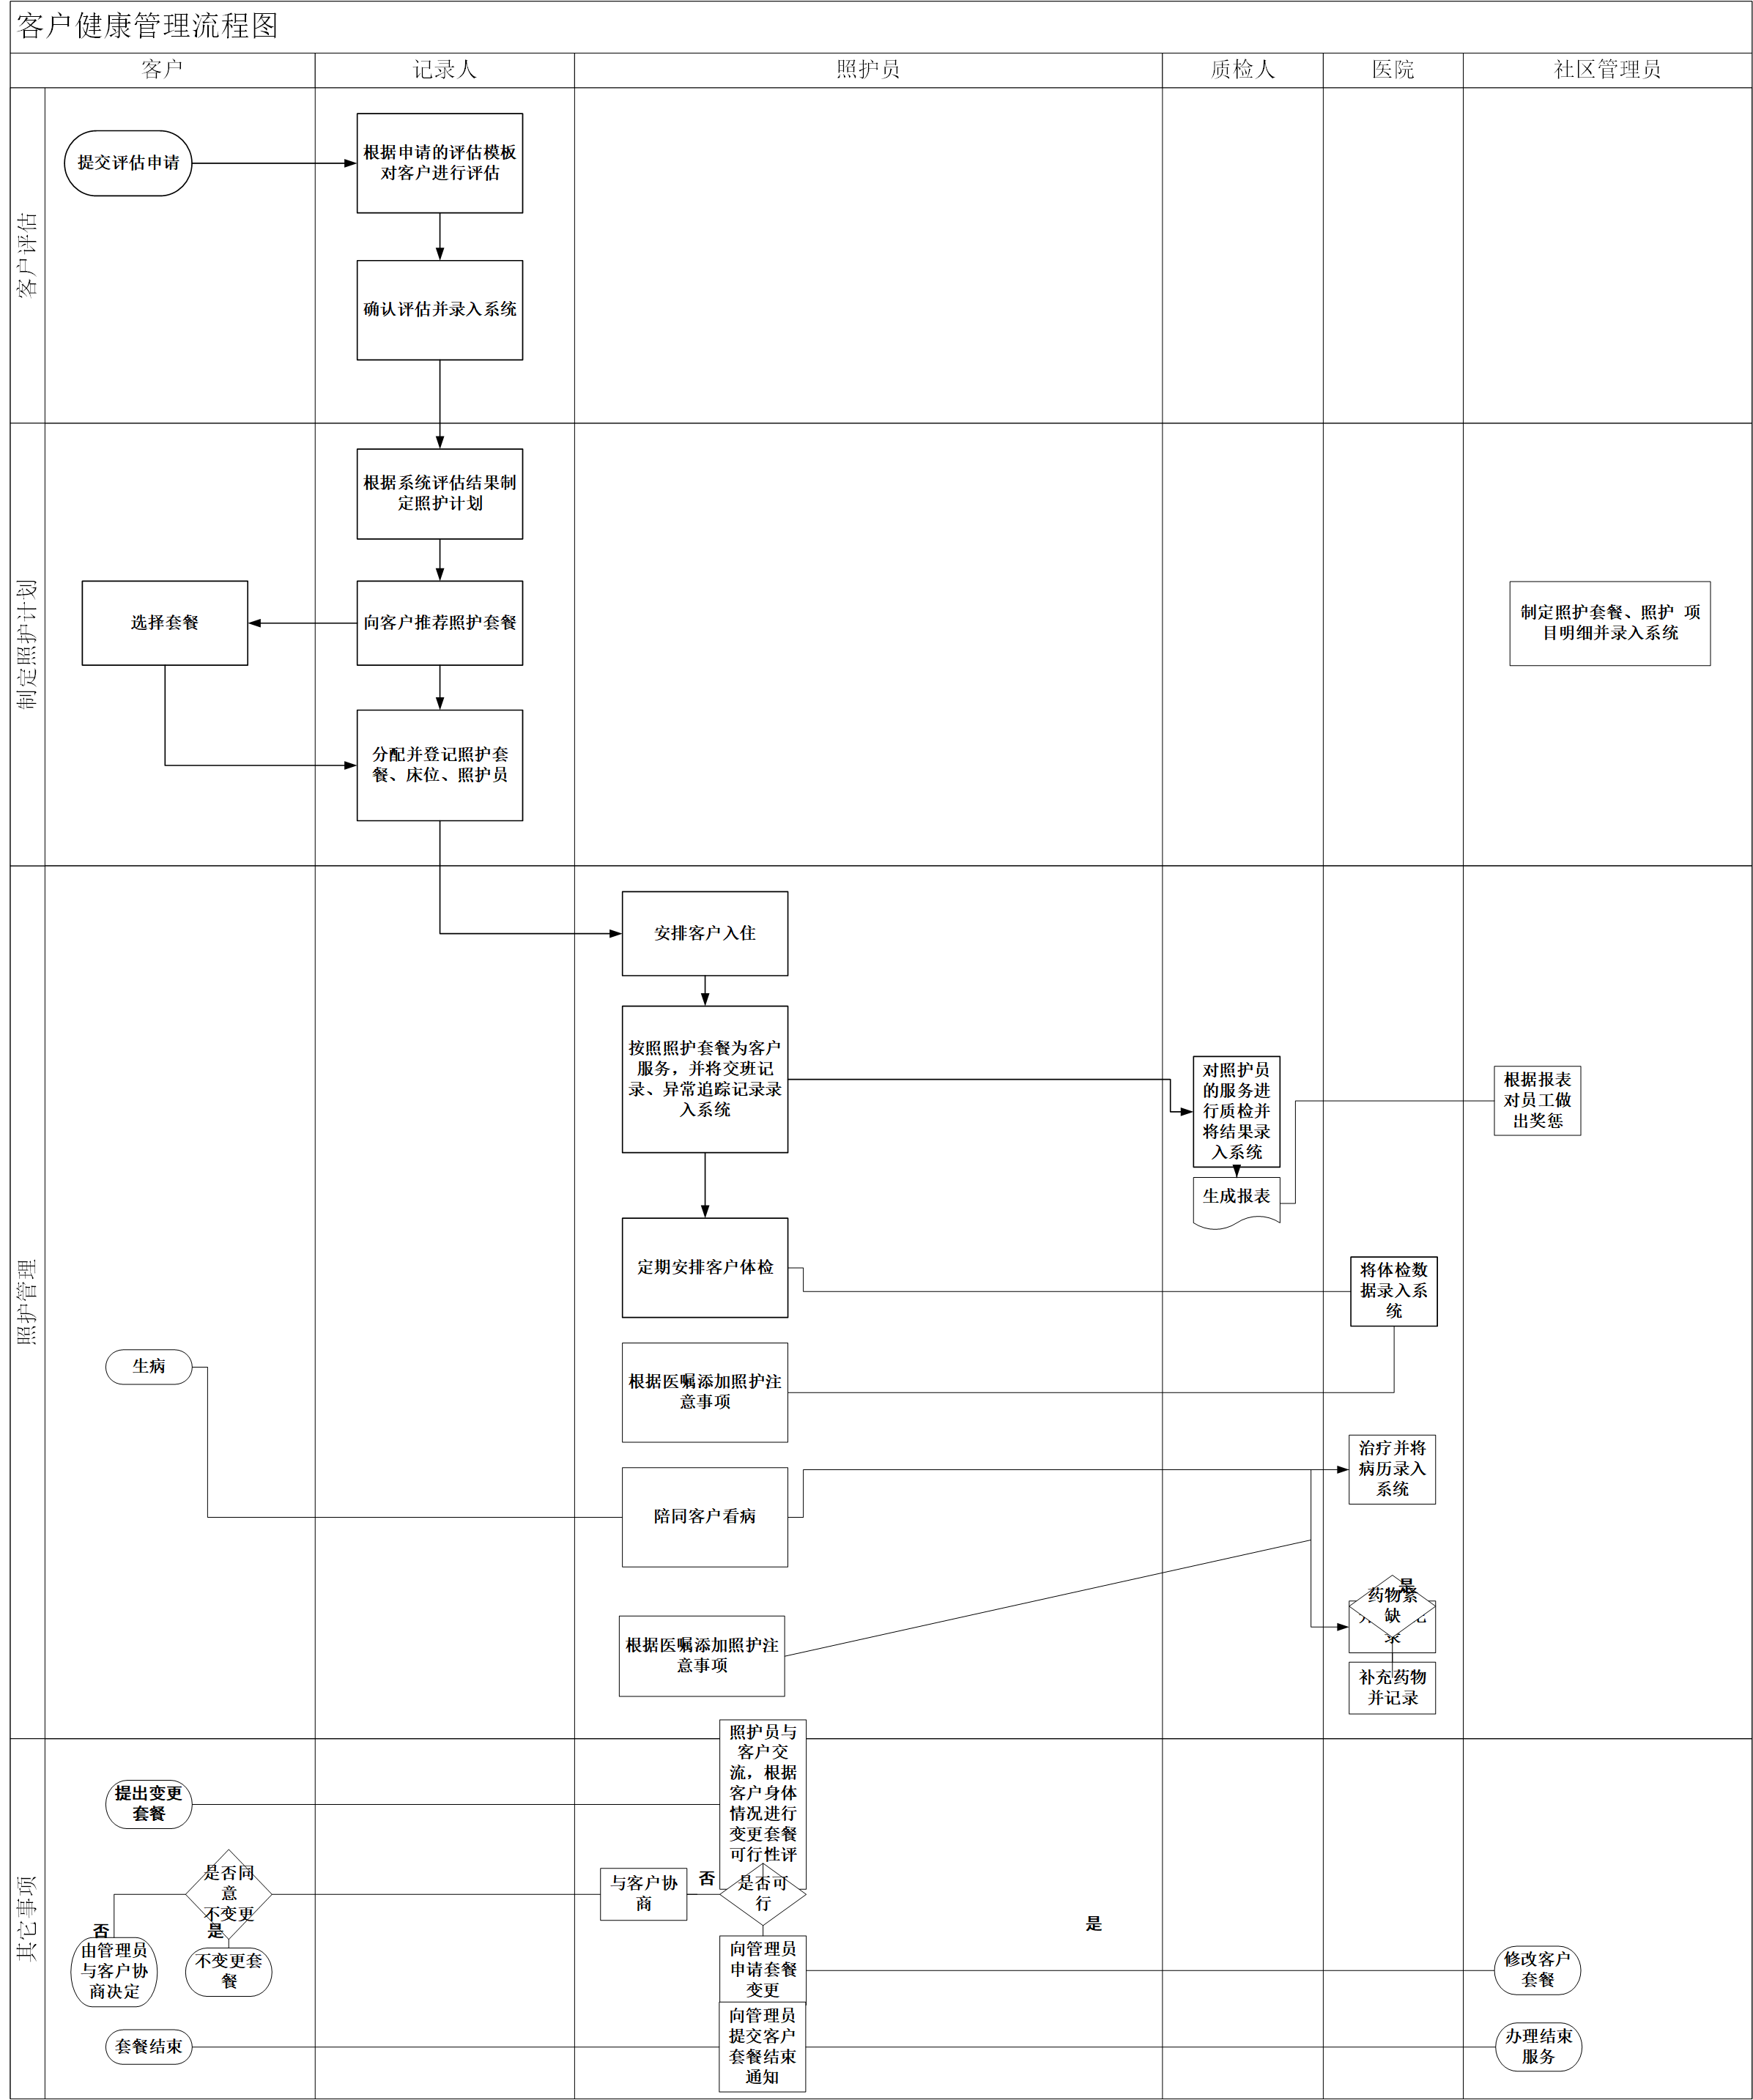 客户健康管理流程图
客户
记录人
照护员
质检人
医院
社区管理员
客户评估
提交评估申请
根据申请的评估模板
对客户进行评估
确认评估并录入系统
制定照护计划
根据系统评估结果制
定照护计划
选择套餐
向客户推荐照护套餐
制定照护套餐、照护 项
目明细并录入系统
分配并登记照护套
餐、床位、照护员
照护管理
安排客户入住
按照照护套餐为客户
服务，并将交班记
录、异常追踪记录录
入系统
对照护员
的服务进
行质检并
将结果录
入系统
根据报表
对员工做
出奖惩
生成报表
定期安排客户体检
将体检数
据录入系
统
生病
根据医嘱添加照护注
意事项
治疗并将
病历录入
系统
陪同客户看病
是
药物紧
缺
录
根据医嘱添加照护注
意事项
补充药物
并记录
其它事项
提出变更
套餐
照护员与
客户交
流，根据
客户身体
情况进行
变更套餐
可行性评
是否同
意
不变更
与客户协
商
否
是否可
行
否
是
是
由管理员
与客户协
商决定
不变更套
餐
向管理员
申请套餐
变更
修改客户
套餐
套餐结束
向管理员
提交客户
套餐结束
通知
办理结束
服务